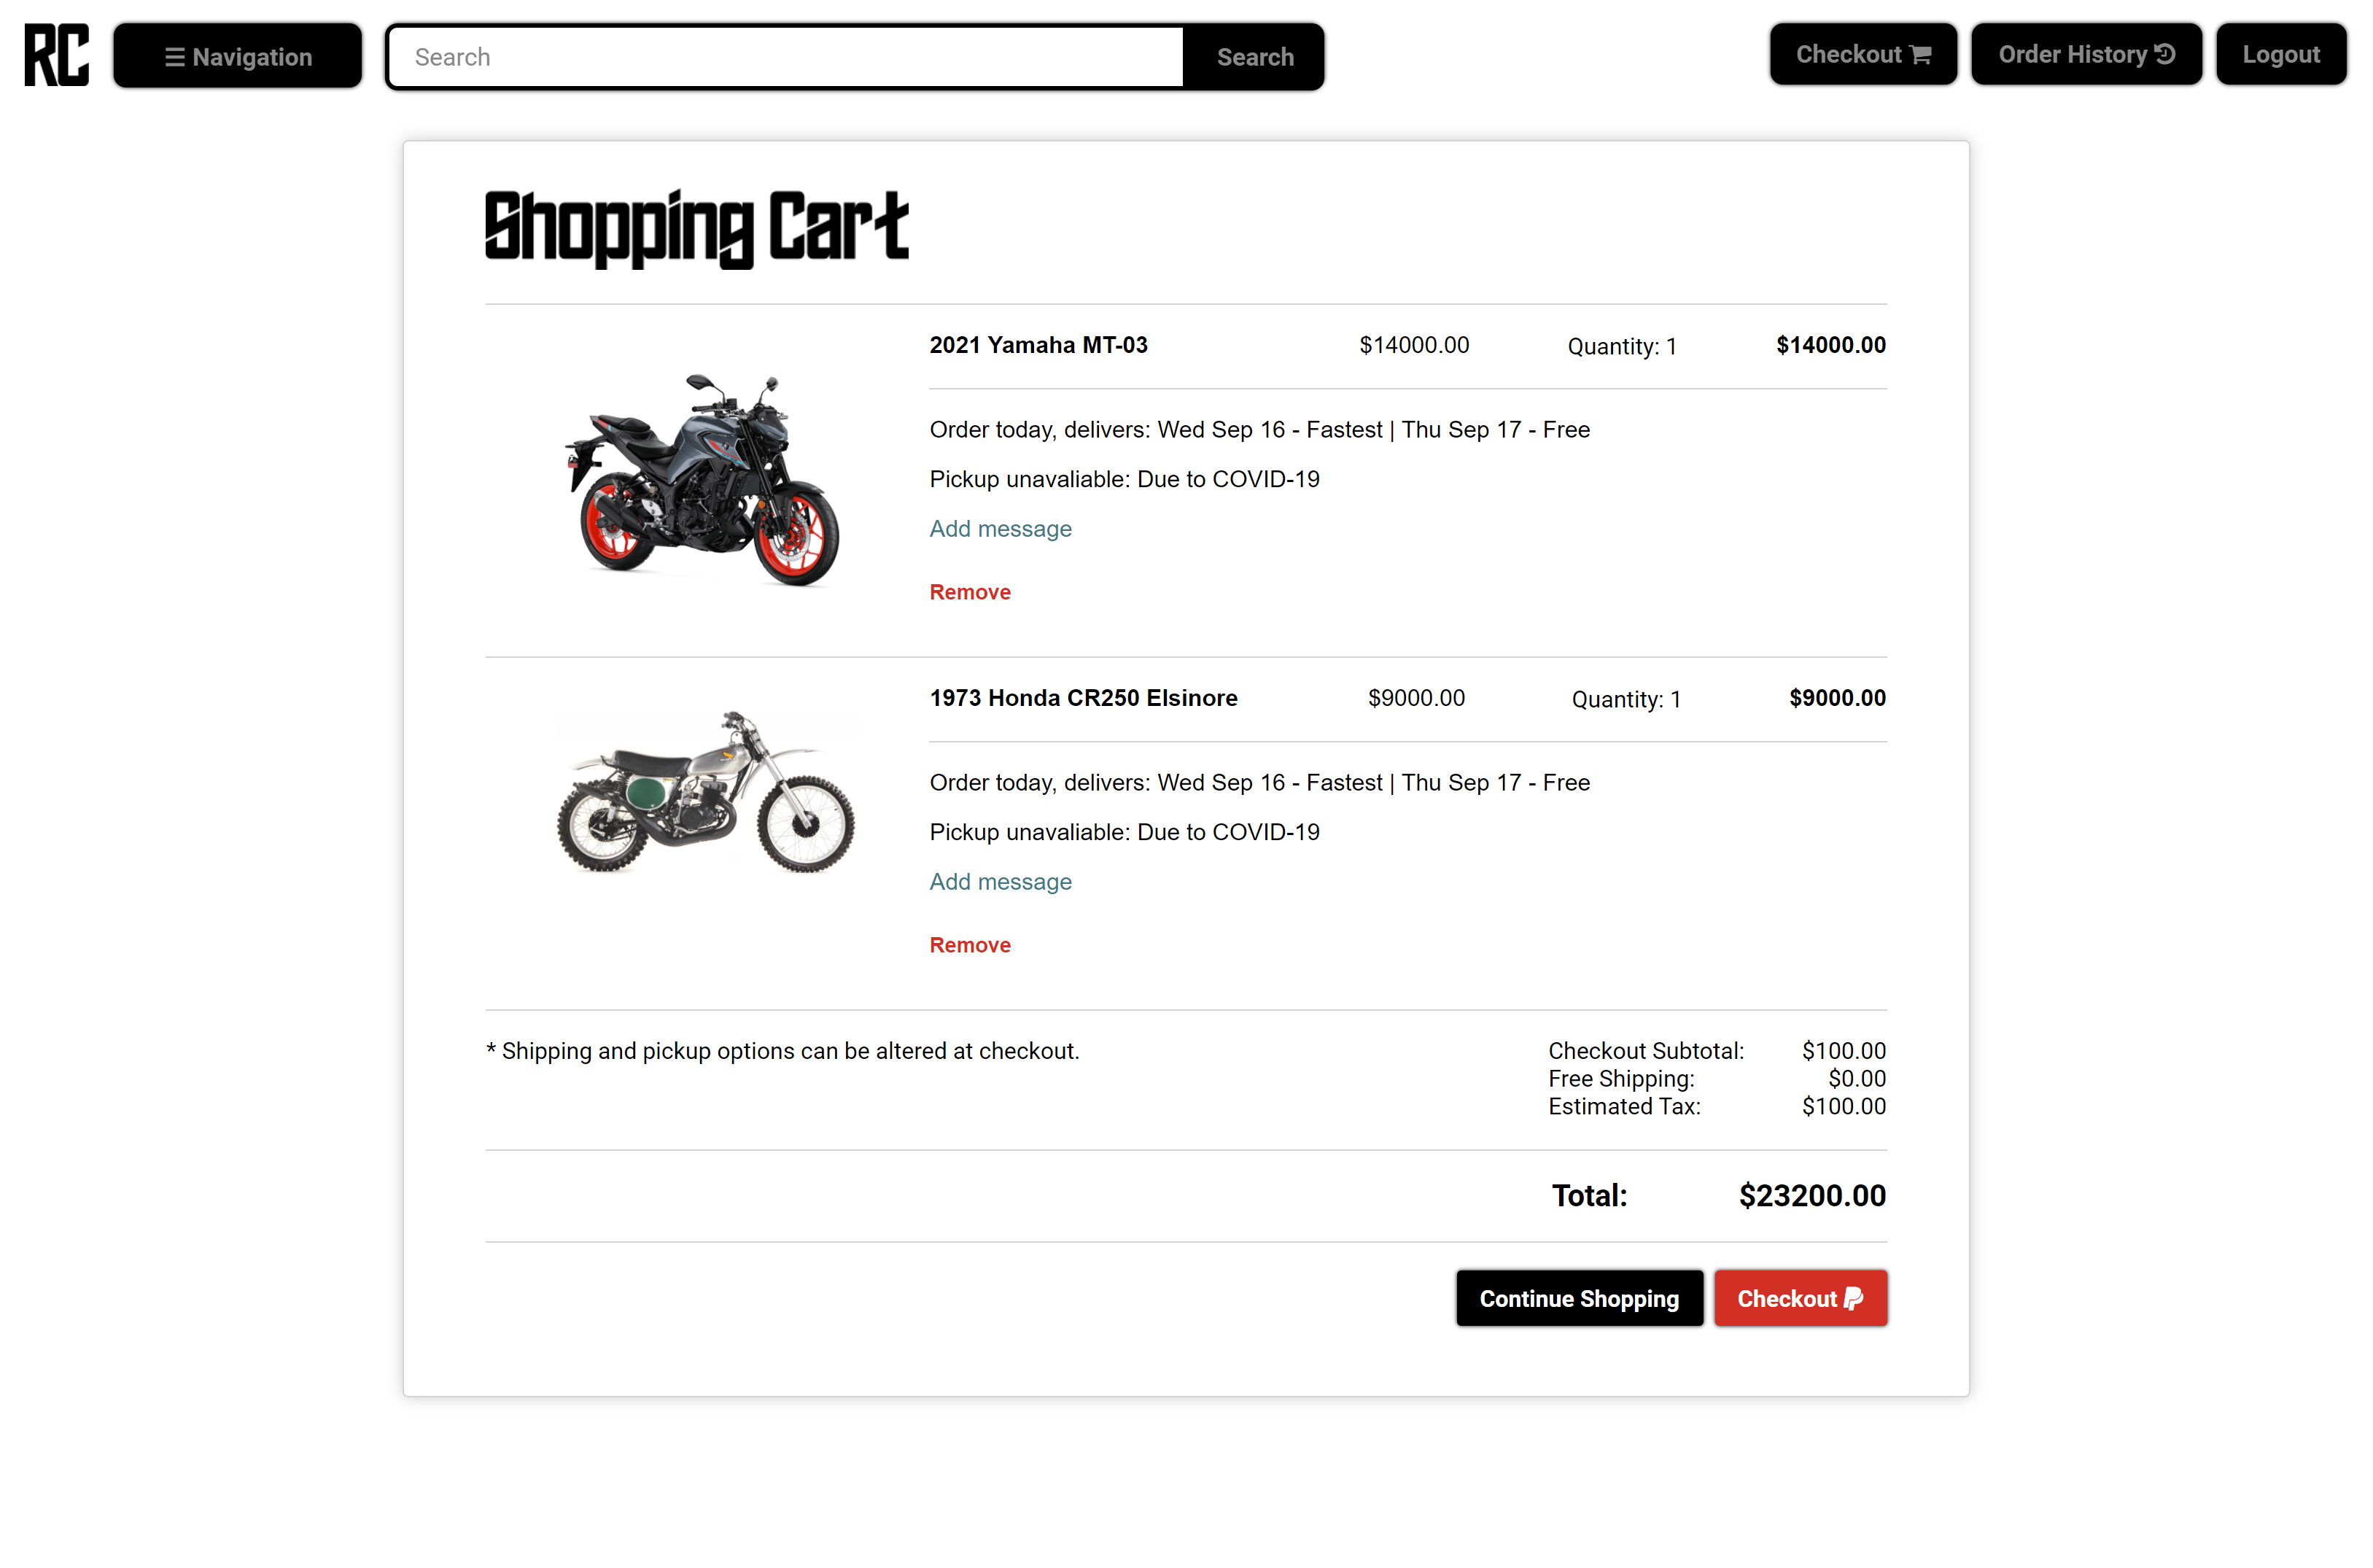 RC
Navigation
Search
Search
Checkout
Order History
Logout
Shopping Cart
2021 Yamaha MT-03 $14000.00 Quantity: 1 $14000.00
Order today, delivers: Wed Sep 16 - Fastest | Thu Sep 17 - Free
Pickup unavaliable: Due to COVID-19
Add message
Remove
1973 Honda CR250 Elsinore $9000.00 Quantity: 1 $9000.00
Order today, delivers: Wed Sep 16 - Fastest | Thu Sep 17 - Free
Pickup unavaliable: Due to COVID-19
Add message
Remove
* Shipping and pickup options can be altered at checkout.
Checkout Subtotal: $100.00
Free Shipping: $0.00
Estimated Tax: $100.00
Total: $23200.00
Continue Shopping
Checkout